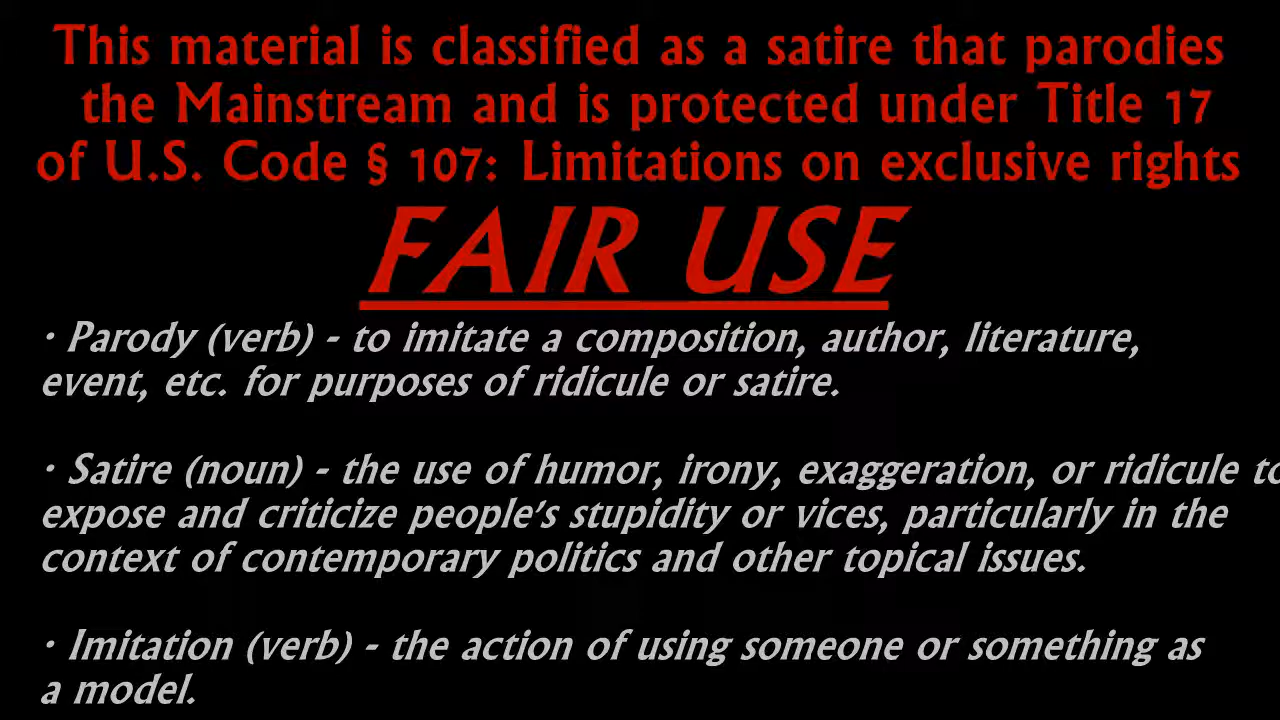 This material is classified as a satire that parodies
the Mainstream and is protected under Title 17
of U.S. Code § 107: Limitations on exclusive rights
FAIR USE
· Parody (verb) - to imitate a composition, author, literature,
event, etc. for purposes of ridicule or satire.
· Satire (noun) - the use of humor, irony, exaggeration, or ridicule to
expose and criticize people's stupidity or vices, particularly in the
context of contemporary politics and other topical issues.
· Imitation (verb) - the action of using someone or something as
a model.